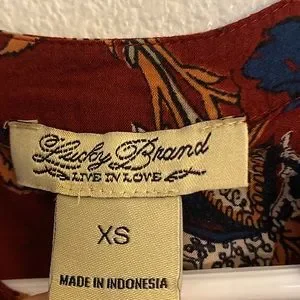 Lucky Brand
LIVE IN LOVE
XS
MADE IN INDONESIA